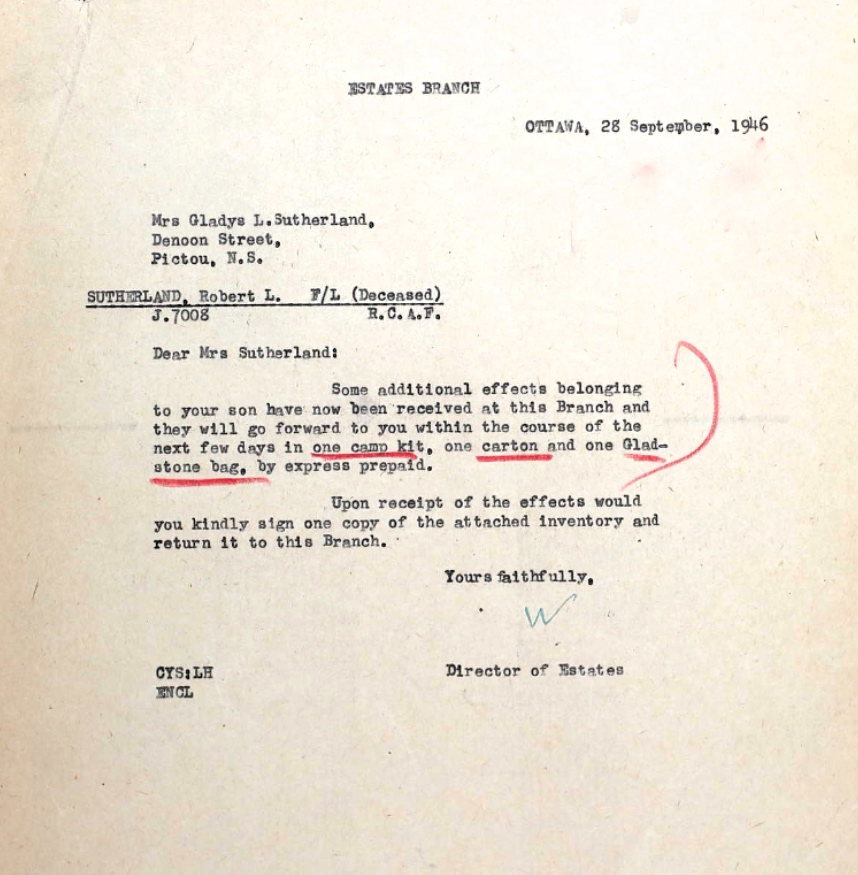 ESTATES BRANCH
OTTAWA, 28 September, 1946
Mrs Gladys L.Sutherland,
Denoon Street,
Pictou, N.S.
SUTHERLAND, Robert L. F/L (Deceased)
J.7008 R.C.A.F.
Dear Mrs Sutherland:
Some additional effects belonging
to your son have now been received at this Branch and
they will go forward to you within the course of the
next few days in one camp kit, one carton and one Glad-
stone bag, by express prepaid.
Upon receipt of the effects would
you kindly sign one copy of the attached inventory and
return it to this Branch.
Yours faithfully,
W
Director of Estates
CYS:LH
ENCL